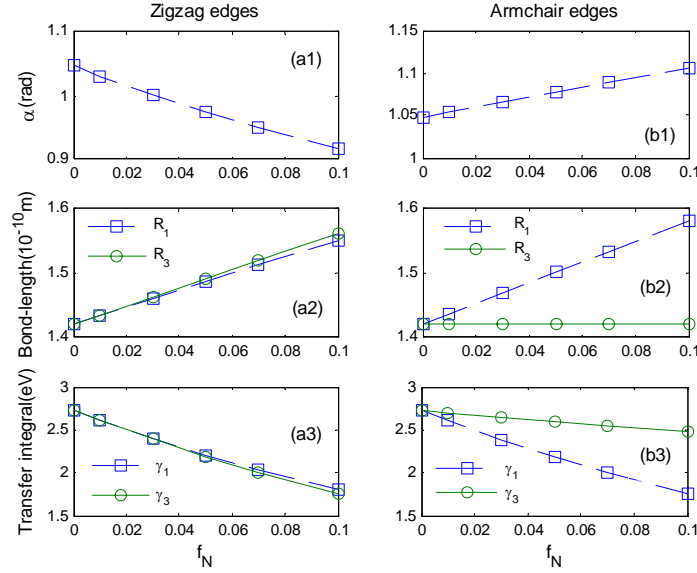 Zigzag edges
Armchair edges
α(rad)
1.1
1
0.9
(a1)
0 0.02 0.04 0.06 0.08 0.1
1.15
1.1
1.05
1
(b1)
0 0.02 0.04 0.06 0.08 0.1
Bond-length(10⁻¹⁰m)
1.6
1.5
1.4
R₁
R₃
(a2)
0 0.02 0.04 0.06 0.08 0.1
1.6
1.5
1.4
R₁
R₃
(b2)
0 0.02 0.04 0.06 0.08 0.1
Transfer integral(eV)
3
2.5
2
1.5
(a3)
γ₁
γ₃
0 0.02 0.04 0.06 0.08 0.1
f_N
3
2.5
2
1.5
(b3)
γ₁
γ₃
0 0.02 0.04 0.06 0.08 0.1
f_N